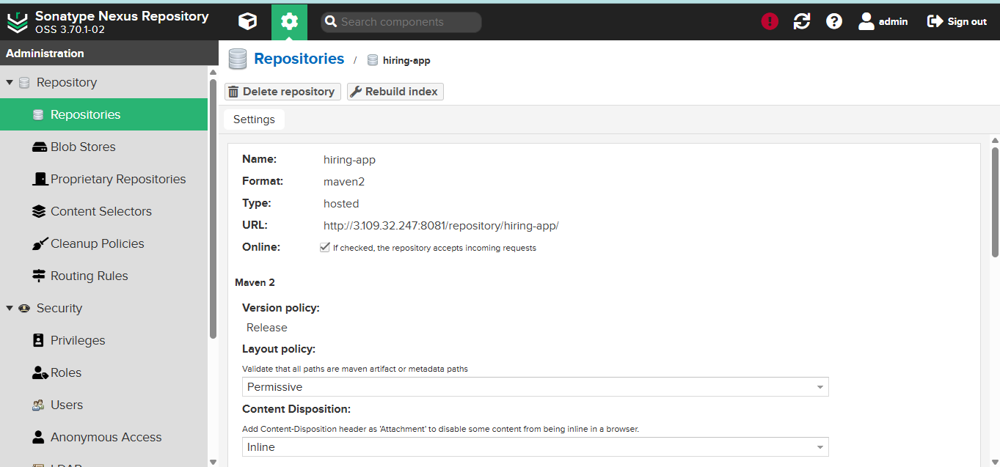 Sonatype Nexus Repository
OSS 3.70.1-02
Search components
admin
Sign out
Administration
Repository
Repositories
Blob Stores
Proprietary Repositories
Content Selectors
Cleanup Policies
Routing Rules
Security
Privileges
Roles
Users
Anonymous Access
LDAP
Repositories / hiring-app
Delete repository
Rebuild index
Settings
Name: hiring-app
Format: maven2
Type: hosted
URL: http://3.109.32.247:8081/repository/hiring-app/
Online: If checked, the repository accepts incoming requests
Maven 2
Version policy:
Release
Layout policy:
Validate that all paths are maven artifact or metadata paths
Permissive
Content Disposition:
Add Content-Disposition header as 'Attachment' to disable some content from being inline in a browser.
Inline